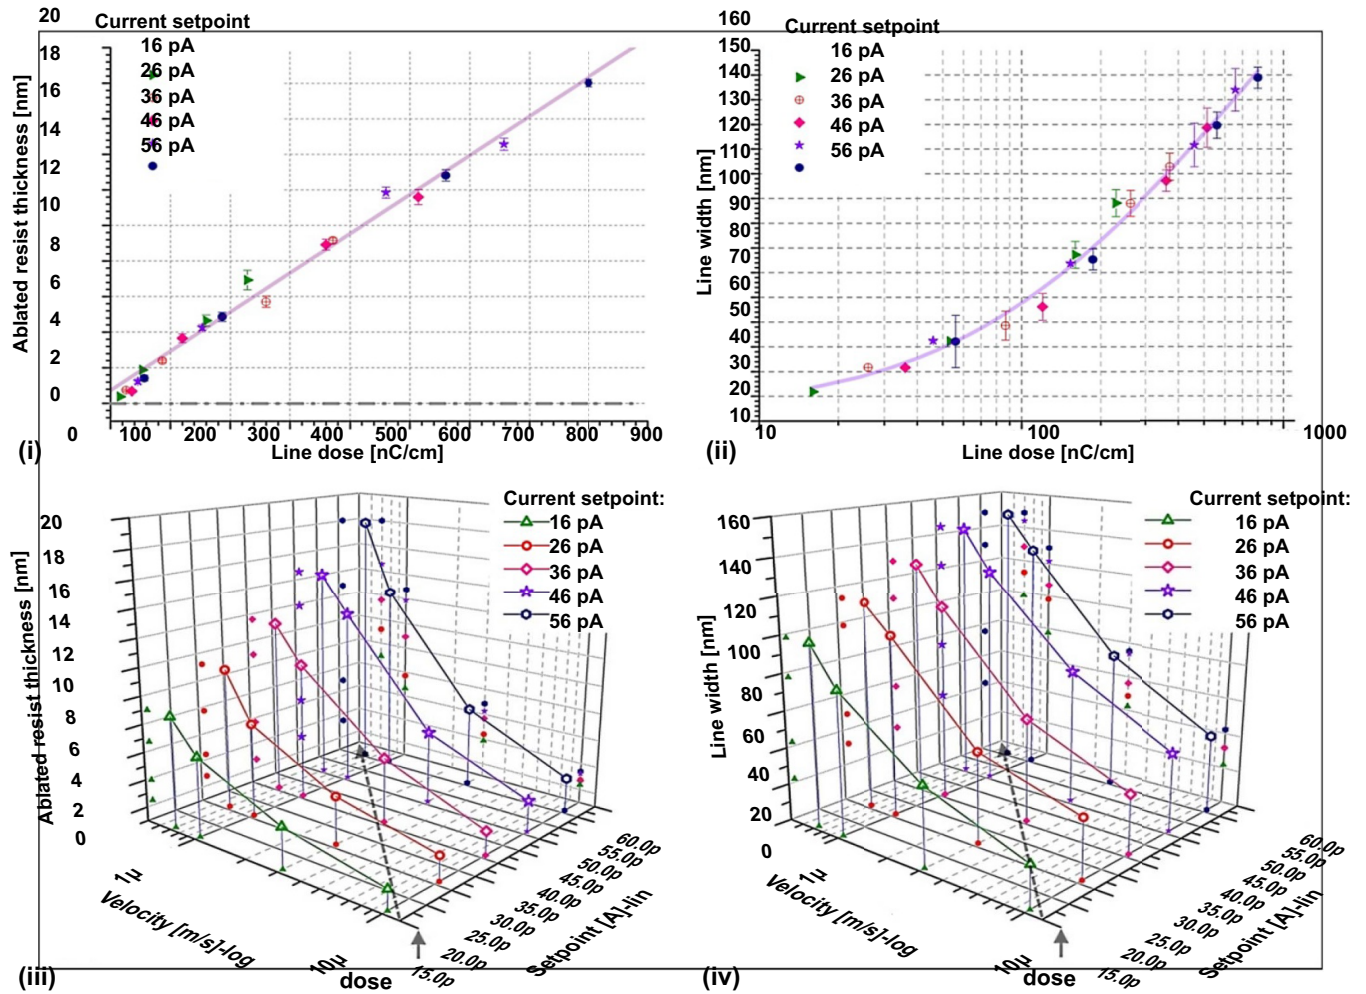 20
Current setpoint
16 pA
26 pA
36 pA
46 pA
56 pA
18
16
14
12
10
8
6
4
2
0
Ablated resist thickness [nm]
0 100 200 300 400 500 600 700 800 900
(i)
Line dose [nC/cm]
160
Current setpoint
16 pA
26 pA
36 pA
46 pA
56 pA
150
140
130
120
110
100
90
80
70
60
50
40
30
20
10
Line width [nm]
10 100 1000
(ii)
Line dose [nC/cm]
Current setpoint:
16 pA
26 pA
36 pA
46 pA
56 pA
20
18
16
14
12
10
8
6
4
2
0
Ablated resist thickness [nm]
1μ
10μ
Velocity [m/s]-log
15.0p
20.0p
25.0p
30.0p
35.0p
40.0p
45.0p
50.0p
55.0p
60.0p
Setpoint [A]-lin
(iii)
dose
Current setpoint:
16 pA
26 pA
36 pA
46 pA
56 pA
160
140
120
100
80
60
40
20
0
Line width [nm]
1μ
10μ
Velocity [m/s]-log
15.0p
20.0p
25.0p
30.0p
35.0p
40.0p
45.0p
50.0p
55.0p
60.0p
Setpoint [A]-lin
(iv)
dose